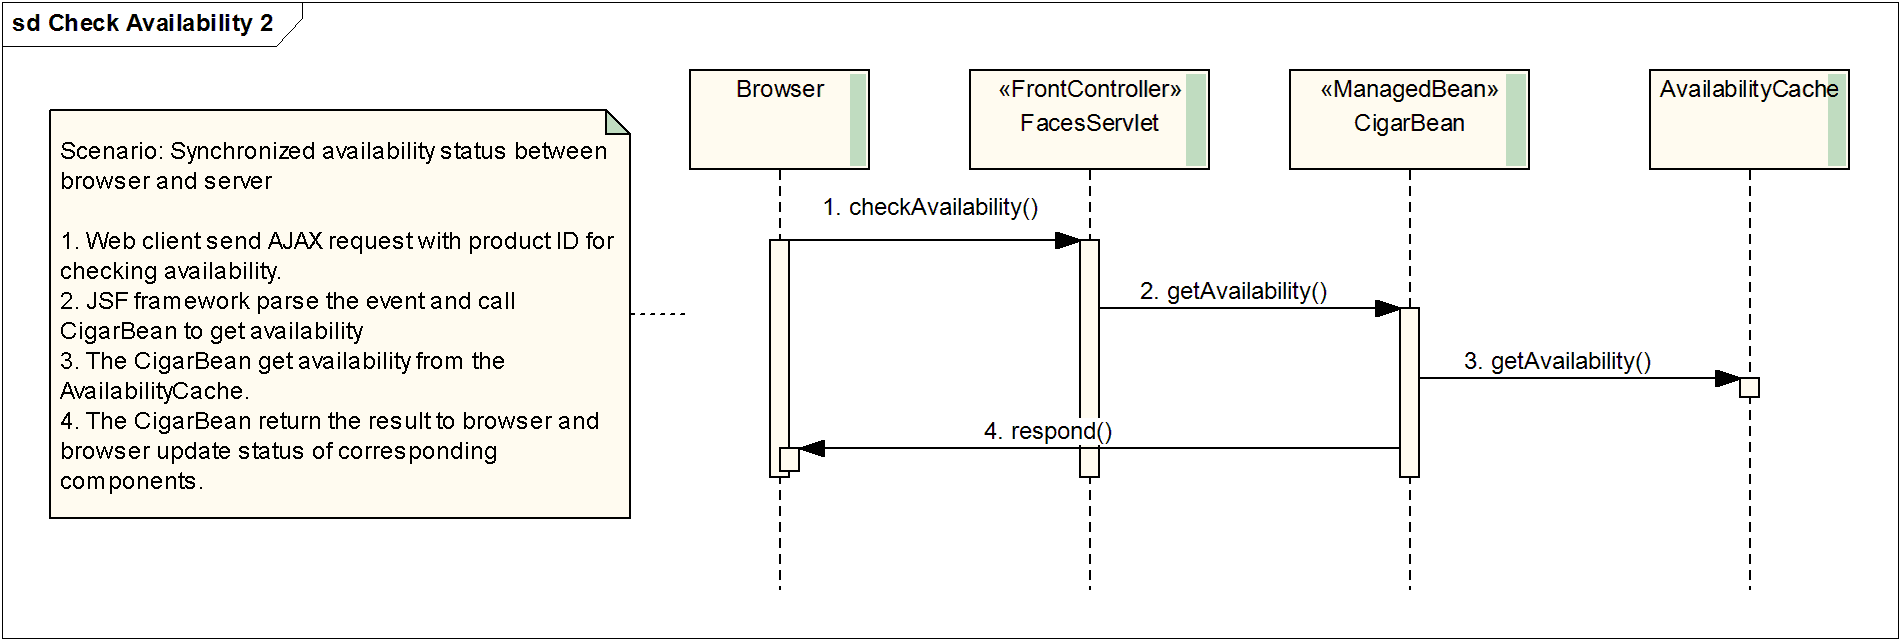 sd Check Availability 2
Scenario: Synchronized availability status between
browser and server
1. Web client send AJAX request with product ID for
checking availability.
2. JSF framework parse the event and call
CigarBean to get availability
3. The CigarBean get availability from the
AvailabilityCache.
4. The CigarBean return the result to browser and
browser update status of corresponding
components.
Browser
«FrontController»
FacesServlet
«ManagedBean»
CigarBean
AvailabilityCache
1. checkAvailability()
2. getAvailability()
3. getAvailability()
4. respond()